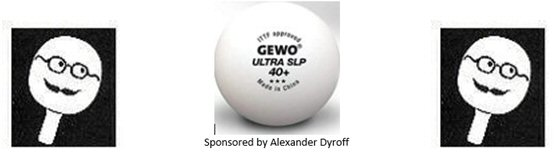 ITTF approved
GEWO®
ULTRA SLP
40+
★★★
Made in China
Sponsored by Alexander Dyroff